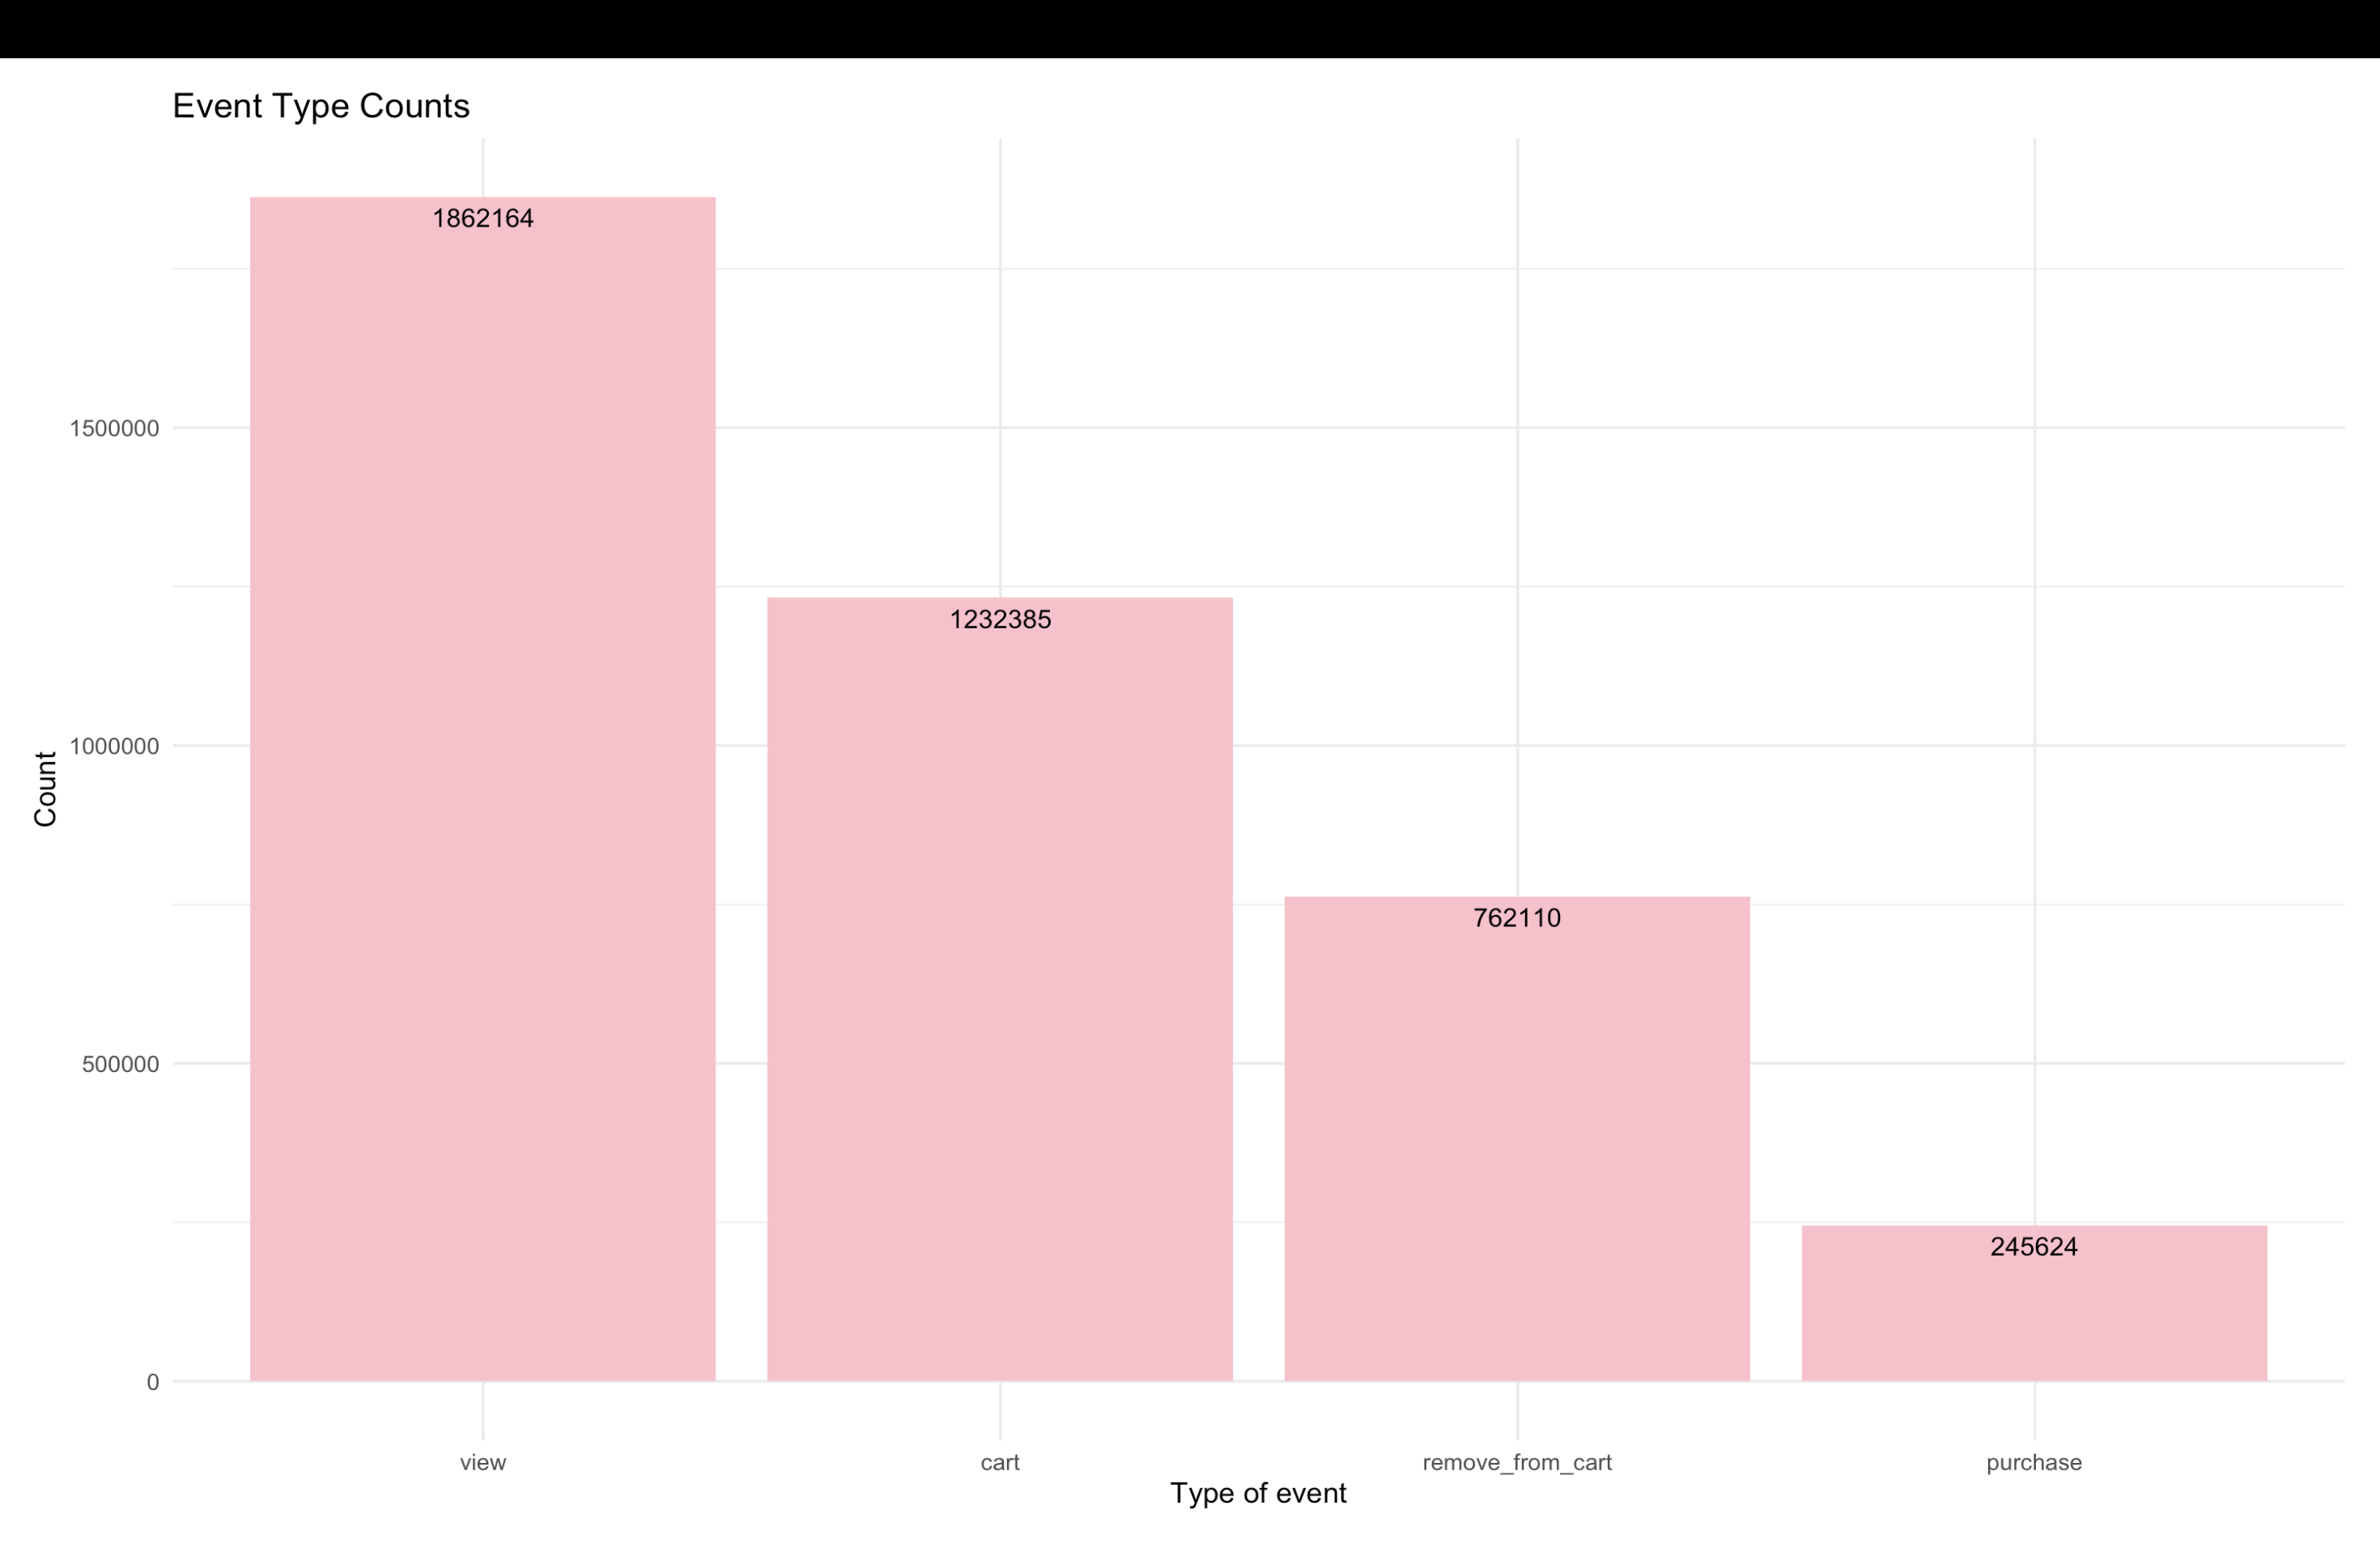 Event Type Counts
1862164
1232385
762110
245624
1500000
1000000
500000
0
Count
view
cart
remove_from_cart
purchase
Type of event